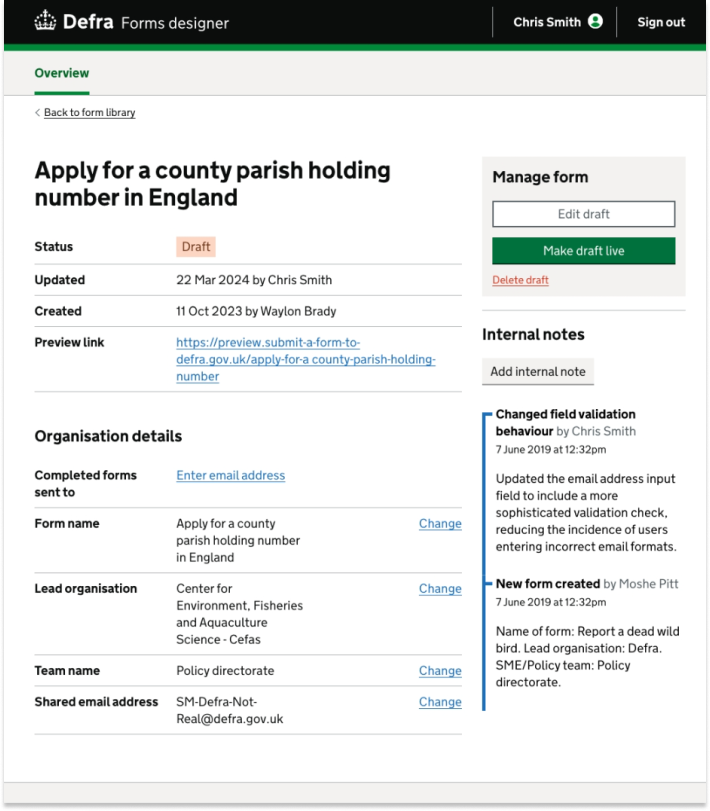 Defra Forms designer
Chris Smith
Sign out
Overview
Back to form library
Apply for a county parish holding
number in England
Status
Draft
Updated
22 Mar 2024 by Chris Smith
Created
11 Oct 2023 by Waylon Brady
Preview link
https://preview.submit-a-form-to-
defra.gov.uk/apply-for-a county-parish-holding-
number
Organisation details
Completed forms
sent to
Enter email address
Form name
Apply for a county
parish holding number
in England
Change
Lead organisation
Center for
Environment, Fisheries
and Aquaculture
Science - Cefas
Change
Team name
Policy directorate
Change
Shared email address
SM-Defra-Not-
Real@defra.gov.uk
Change
Manage form
Edit draft
Make draft live
Delete draft
Internal notes
Add internal note
Changed field validation
behaviour by Chris Smith
7 June 2019 at 12:32pm
Updated the email address input
field to include a more
sophisticated validation check,
reducing the incidence of users
entering incorrect email formats.
New form created by Moshe Pitt
7 June 2019 at 12:32pm
Name of form: Report a dead wild
bird. Lead organisation: Defra.
SME/Policy team: Policy
directorate.